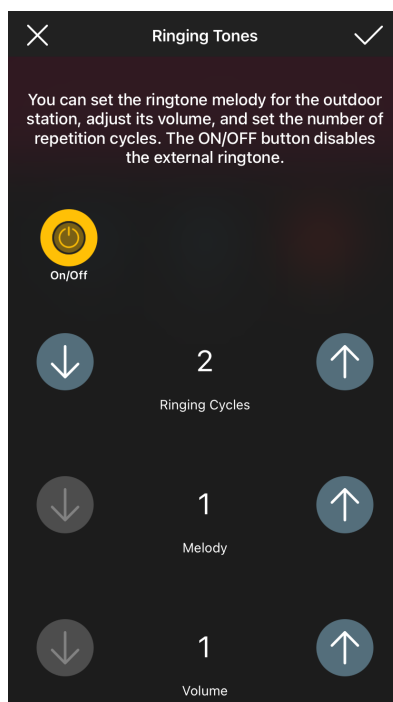 Ringing Tones
You can set the ringtone melody for the outdoor
station, adjust its volume, and set the number of
repetition cycles. The ON/OFF button disables
the external ringtone.
On/Off
2
Ringing Cycles
1
Melody
1
Volume